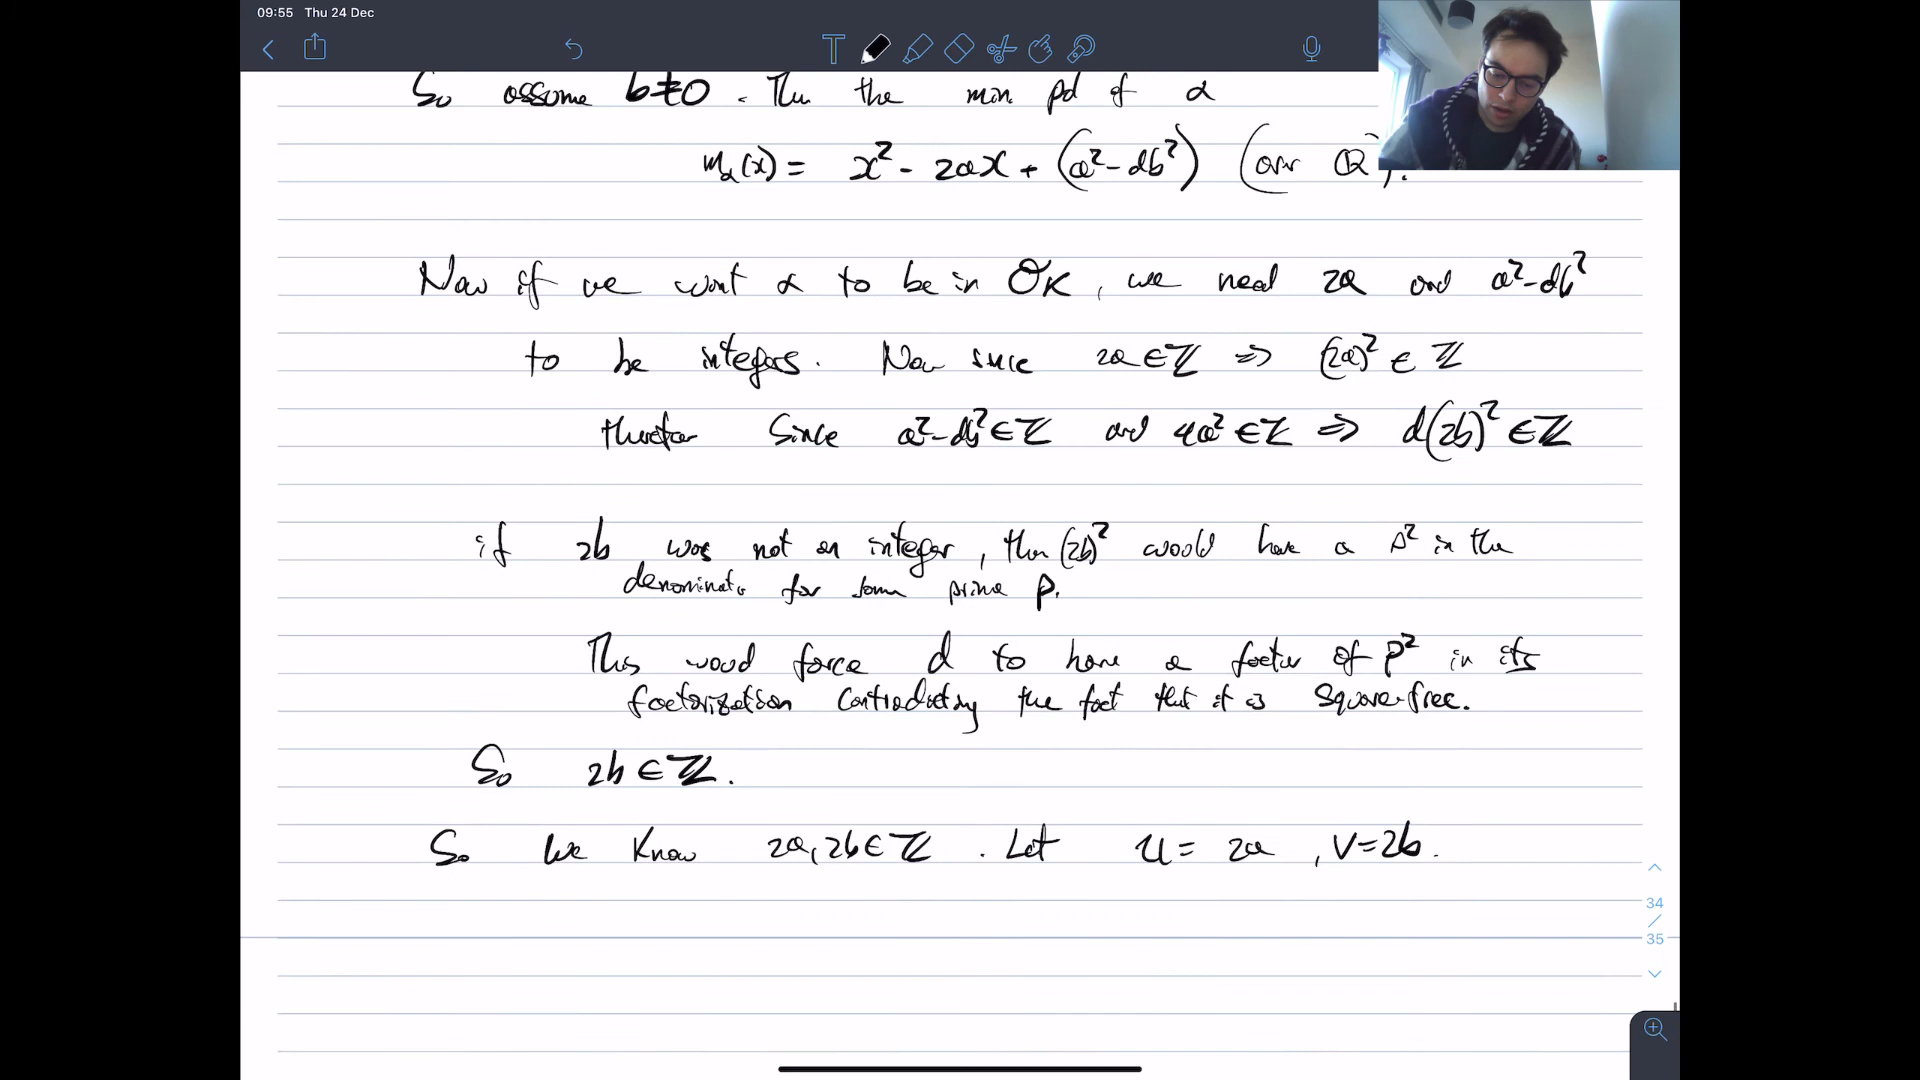 09:55 Thu 24 Dec
So assume b≠0. Then the min. pol of α
m_α(x) = x² - 2ax + (a² - db²) (over ℚ).
Now if we want α to be in 𝒪_K, we need 2a and a²-db²
to be integers. Now since 2a∈ℤ ⇒ (2a)² ∈ ℤ
therefore since a²-db²∈ℤ and 4a²∈ℤ ⇒ d(2b)²∈ℤ
if 2b was not an integer, then (2b)² would have a p² in the
denominator for some prime p.
This would force d to have a factor of p² in its
factorization contradicting the fact that it is square-free.
So 2b∈ℤ.
So we know 2a, 2b∈ℤ. Let u = 2a, v=2b.
34
/
35